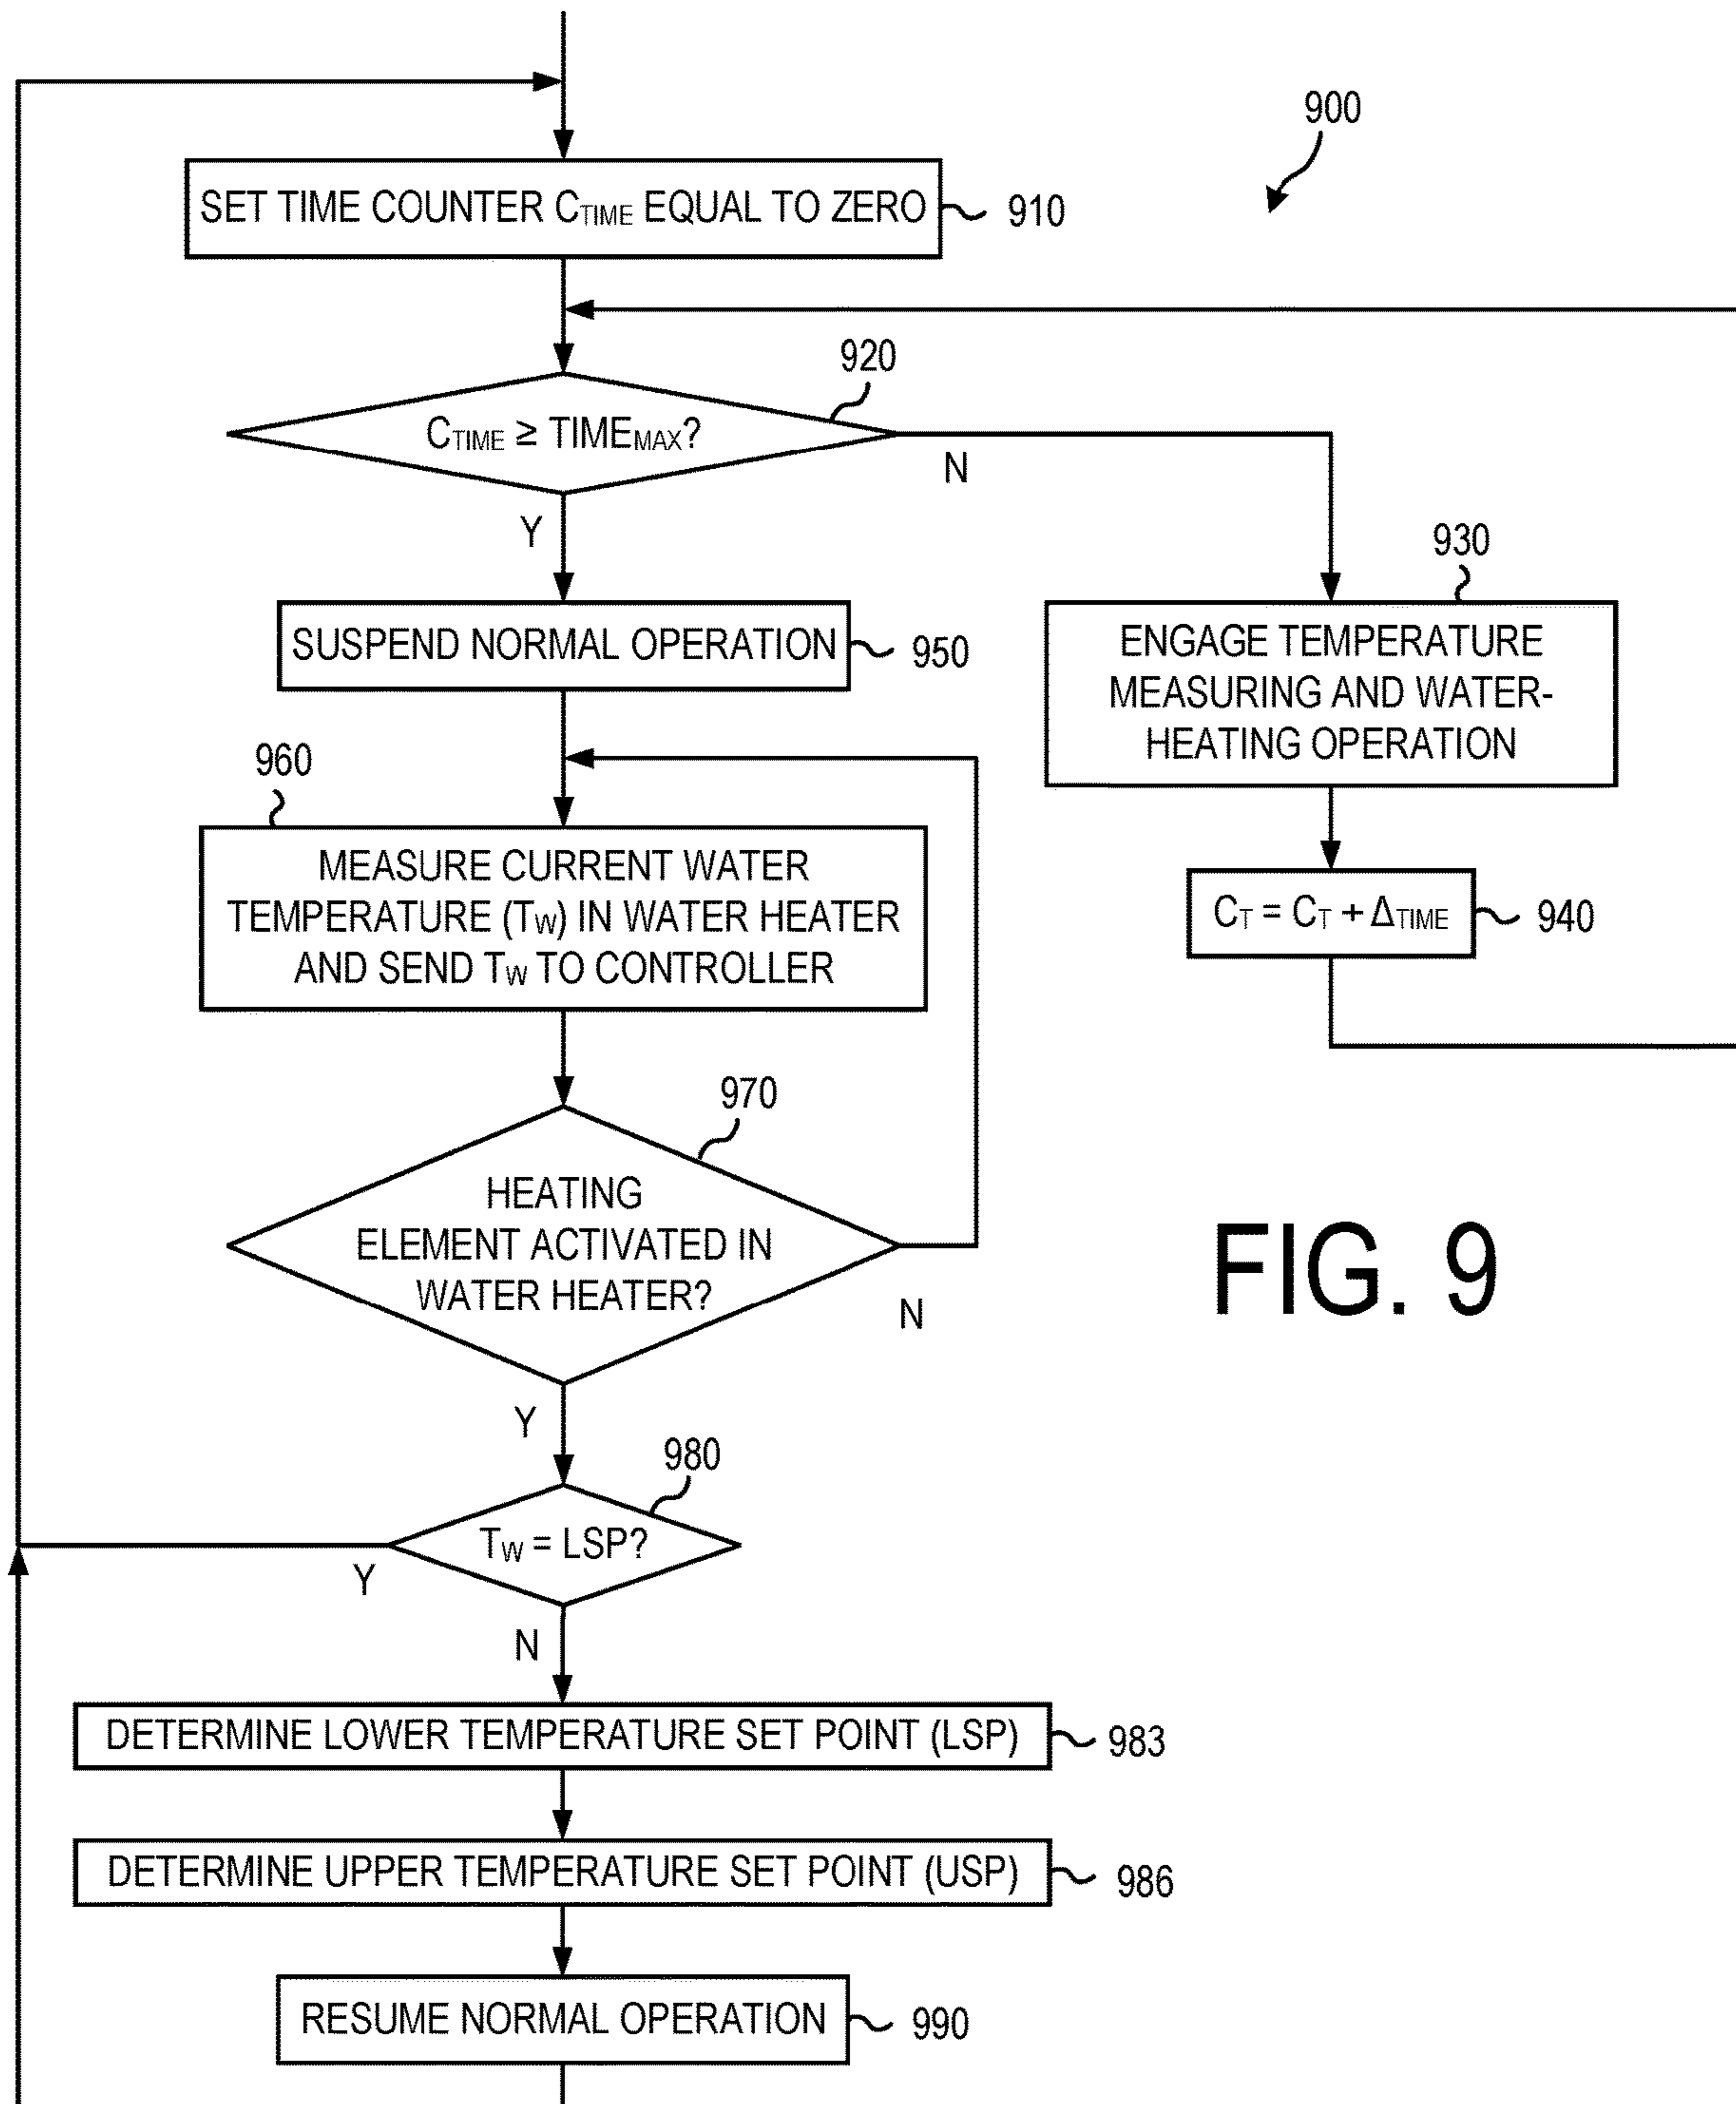 900
SET TIME COUNTER CTIME EQUAL TO ZERO
910
920
CTIME ≥ TIMEMAX?
N
Y
930
SUSPEND NORMAL OPERATION
950
ENGAGE TEMPERATURE
MEASURING AND WATER-
HEATING OPERATION
960
MEASURE CURRENT WATER
TEMPERATURE (TW) IN WATER HEATER
AND SEND TW TO CONTROLLER
CT = CT + ΔTIME
940
970
HEATING
ELEMENT ACTIVATED IN
WATER HEATER?
N
FIG. 9
Y
980
TW = LSP?
Y
N
DETERMINE LOWER TEMPERATURE SET POINT (LSP)
983
DETERMINE UPPER TEMPERATURE SET POINT (USP)
986
RESUME NORMAL OPERATION
990